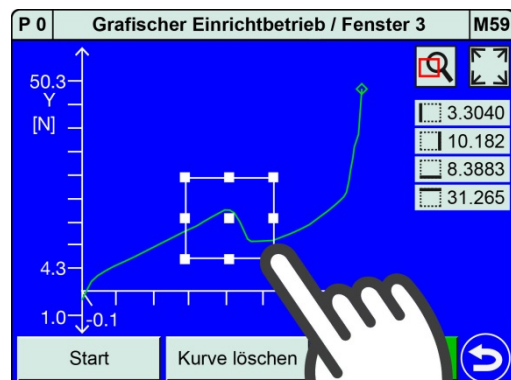 P 0 Grafischer Einrichtbetrieb / Fenster 3 M59
50.3
Y
[N]
3.3040
10.182
8.3883
31.265
4.3
1.0
-0.1
Start Kurve löschen